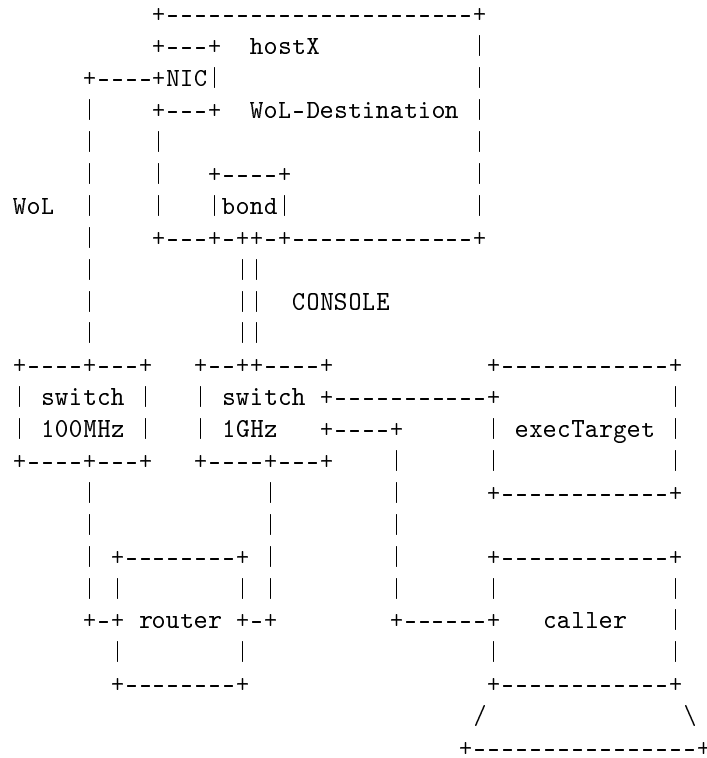 hostX
NIC
WoL-Destination
WoL
bond
CONSOLE
switch switch
100MHz 1GHz execTarget
router caller